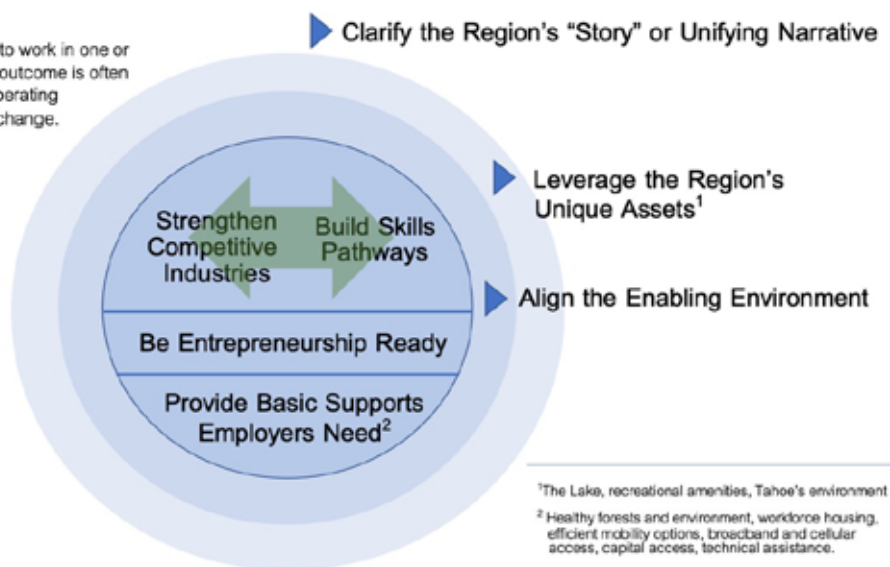 Clarify the Region's “Story” or Unifying Narrative
to work in one or
outcome is often
perating
change.
Leverage the Region's
Unique Assets¹
Strengthen
Competitive
Industries
Build Skills
Pathways
Align the Enabling Environment
Be Entrepreneurship Ready
Provide Basic Supports
Employers Need²
¹The Lake, recreational amenities, Tahoe's environment
² Healthy forests and environment, workforce housing,
efficient mobility options, broadband and cellular
access, capital access, technical assistance.